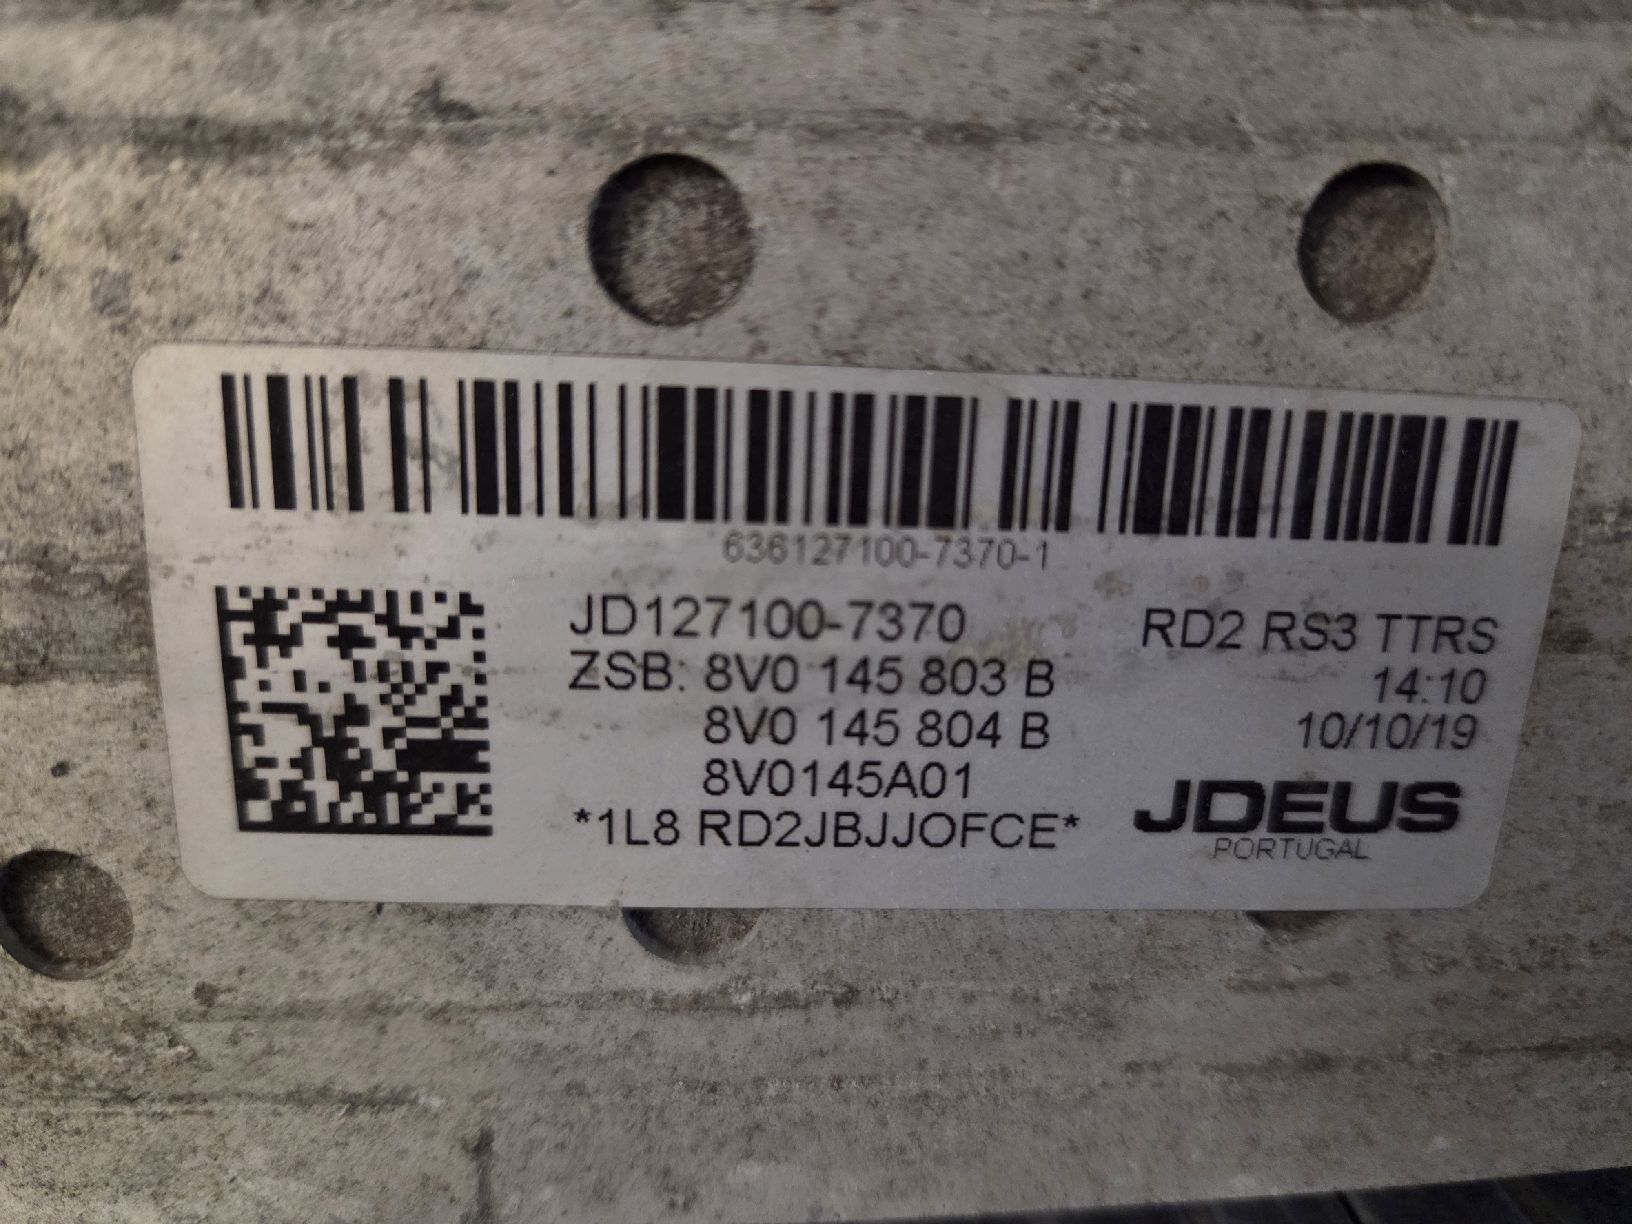 636127100-7370-1
JD127100-7370
ZSB: 8V0 145 803 B
8V0 145 804 B
8V0145A01
*1L8 RD2JBJJOFCE*
RD2 RS3 TTRS
14:10
10/10/19
JDEUS
PORTUGAL